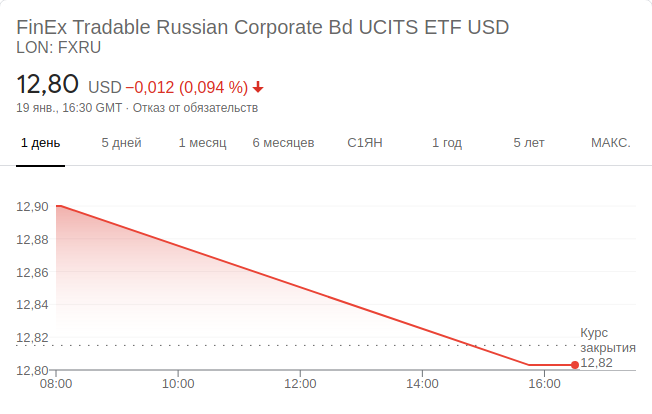 FinEx Tradable Russian Corporate Bd UCITS ETF USD
LON: FXRU
12,80 USD −0,012 (0,094 %)
19 янв., 16:30 GMT · Отказ от обязательств
1 день 5 дней 1 месяц 6 месяцев С1ЯН 1 год 5 лет МАКС.
12,90
12,88
12,86
12,84
12,82
12,80
Курс
закрытия
12,82
08:00 10:00 12:00 14:00 16:00